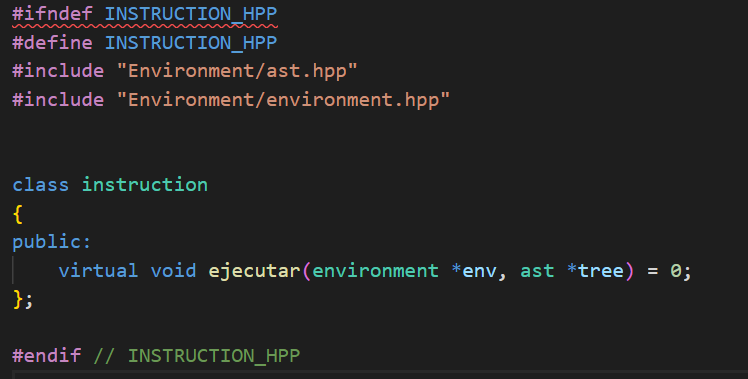 #ifndef INSTRUCTION_HPP
#define INSTRUCTION_HPP
#include "Environment/ast.hpp"
#include "Environment/environment.hpp"
class instruction
{
public:
    virtual void ejecutar(environment *env, ast *tree) = 0;
};
#endif // INSTRUCTION_HPP